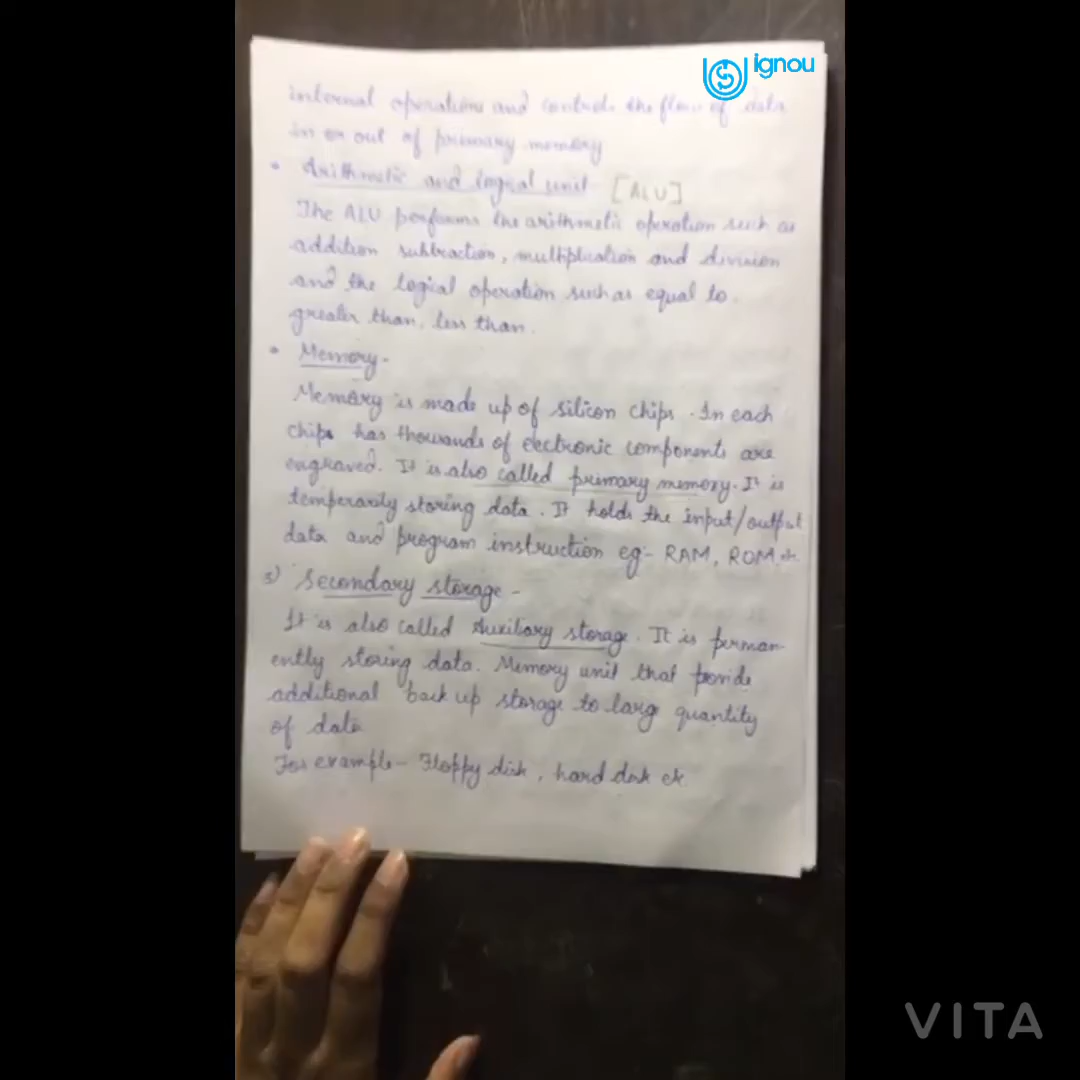 ignou
internal operations and controls the flow of data
in or out of primary memory
• Arithmetic and logical unit [ALU]
The ALU performs the arithmetic operation such as
addition subtraction, multiplication and division
and the logical operation such as equal to.
greater than, less than.
• Memory -
Memory is made up of silicon chips. In each
chips has thousands of electronic components are
engraved. It is also called primary memory. It is
temperarily storing data. It holds the input/output
data and program instruction eg:- RAM, ROM etc
3) Secondary storage -
It is also called Auxiliary storage. It is perman-
ently storing data. Memory unit that provide
additional back up storage to large quantity
of data
For example - Floppy disk, hard disk etc.
VITA